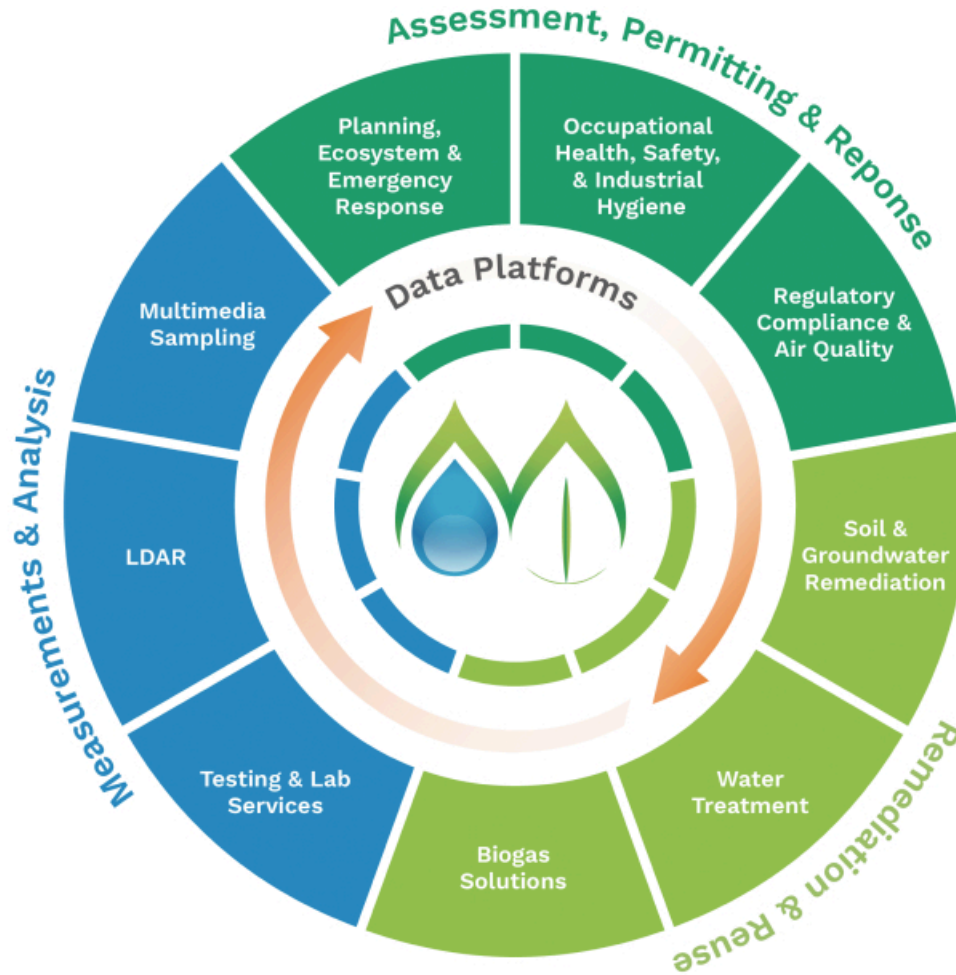 Assessment, Permitting & Reponse
Planning,
Ecosystem &
Emergency
Response
Occupational
Health, Safety,
& Industrial
Hygiene
Regulatory
Compliance &
Air Quality
Data Platforms
Multimedia
Sampling
Measurements & Analysis
LDAR
Soil &
Groundwater
Remediation
Testing & Lab
Services
Water
Treatment
Biogas
Solutions
Remediation & Reuse